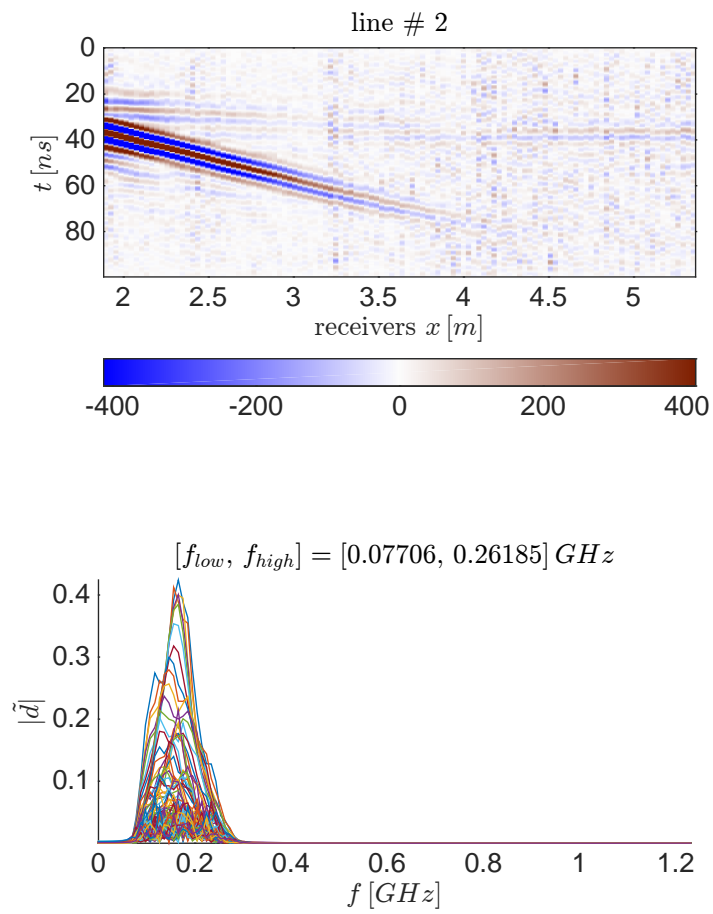 line # 2
0
20
40
60
80
t [ns]
2 2.5 3 3.5 4 4.5 5
receivers x [m]
-400 -200 0 200 400
[f_low, f_high] = [0.07706, 0.26185] GHz
0.4
0.3
0.2
0.1
|d̃|
0 0.2 0.4 0.6 0.8 1 1.2
f [GHz]